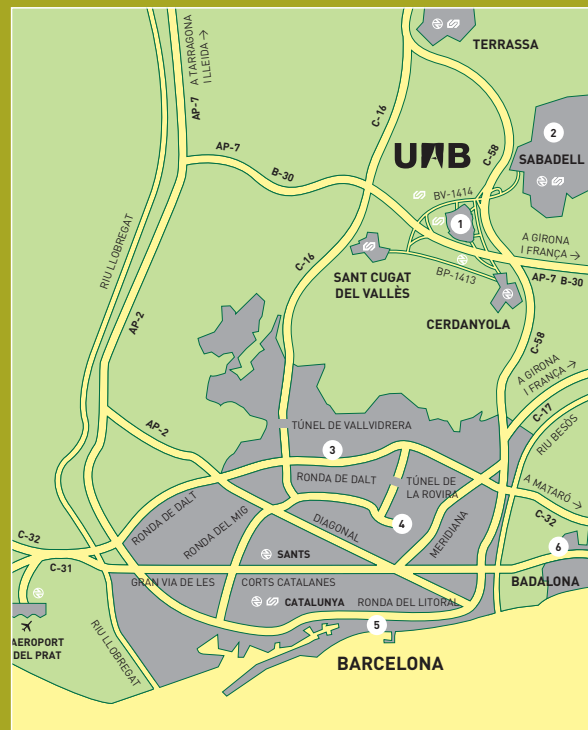 TERRASSA
A TARRAGONA
I LLEIDA →
AP-7
C-16
AP-7
B-30
UAB
C-58
2
SABADELL
BV-1414
1
RIU LLOBREGAT
C-16
A GIRONA
I FRANÇA →
SANT CUGAT
DEL VALLÈS
BP-1413
AP-7 B-30
AP-2
CERDANYOLA
C-58
A GIRONA
I FRANÇA →
C-17
RIU BESÒS
AP-2
TÚNEL DE VALLVIDRERA
3
RONDA DE DALT
TÚNEL DE
LA ROVIRA
A MATARÓ →
C-32
RONDA DE DALT
RONDA DEL MIG
DIAGONAL
4
MERIDIANA
C-32
C-31
SANTS
6
GRAN VIA DE LES
CORTS CATALANES
BADALONA
CATALUNYA
RONDA DEL LITORAL
5
AEROPORT
DEL PRAT
RIU LLOBREGAT
BARCELONA